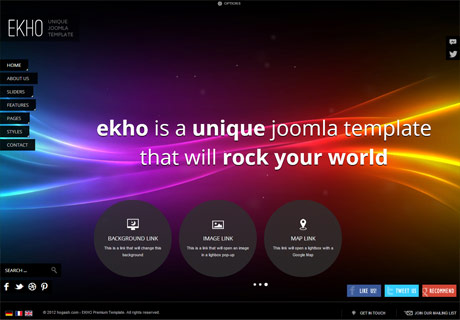 OPTIONS
EKHO UNIQUE JOOMLA TEMPLATE
HOME
ABOUT US
SLIDERS
FEATURES
PAGES
STYLES
CONTACT
ekho is a unique joomla template
that will rock your world
BACKGROUND LINK
This is a link that will change this
background
IMAGE LINK
This is a link that will open an image
in a lightbox pop-up
MAP LINK
This link will open a lightbox with a
Google Map
SEARCH ...
LIKE US!
TWEET US
RECOMMEND
© 2012 hogash.com - EKHO Premium Template. All rights reserved.
GET IN TOUCH
JOIN OUR MAILING LIST